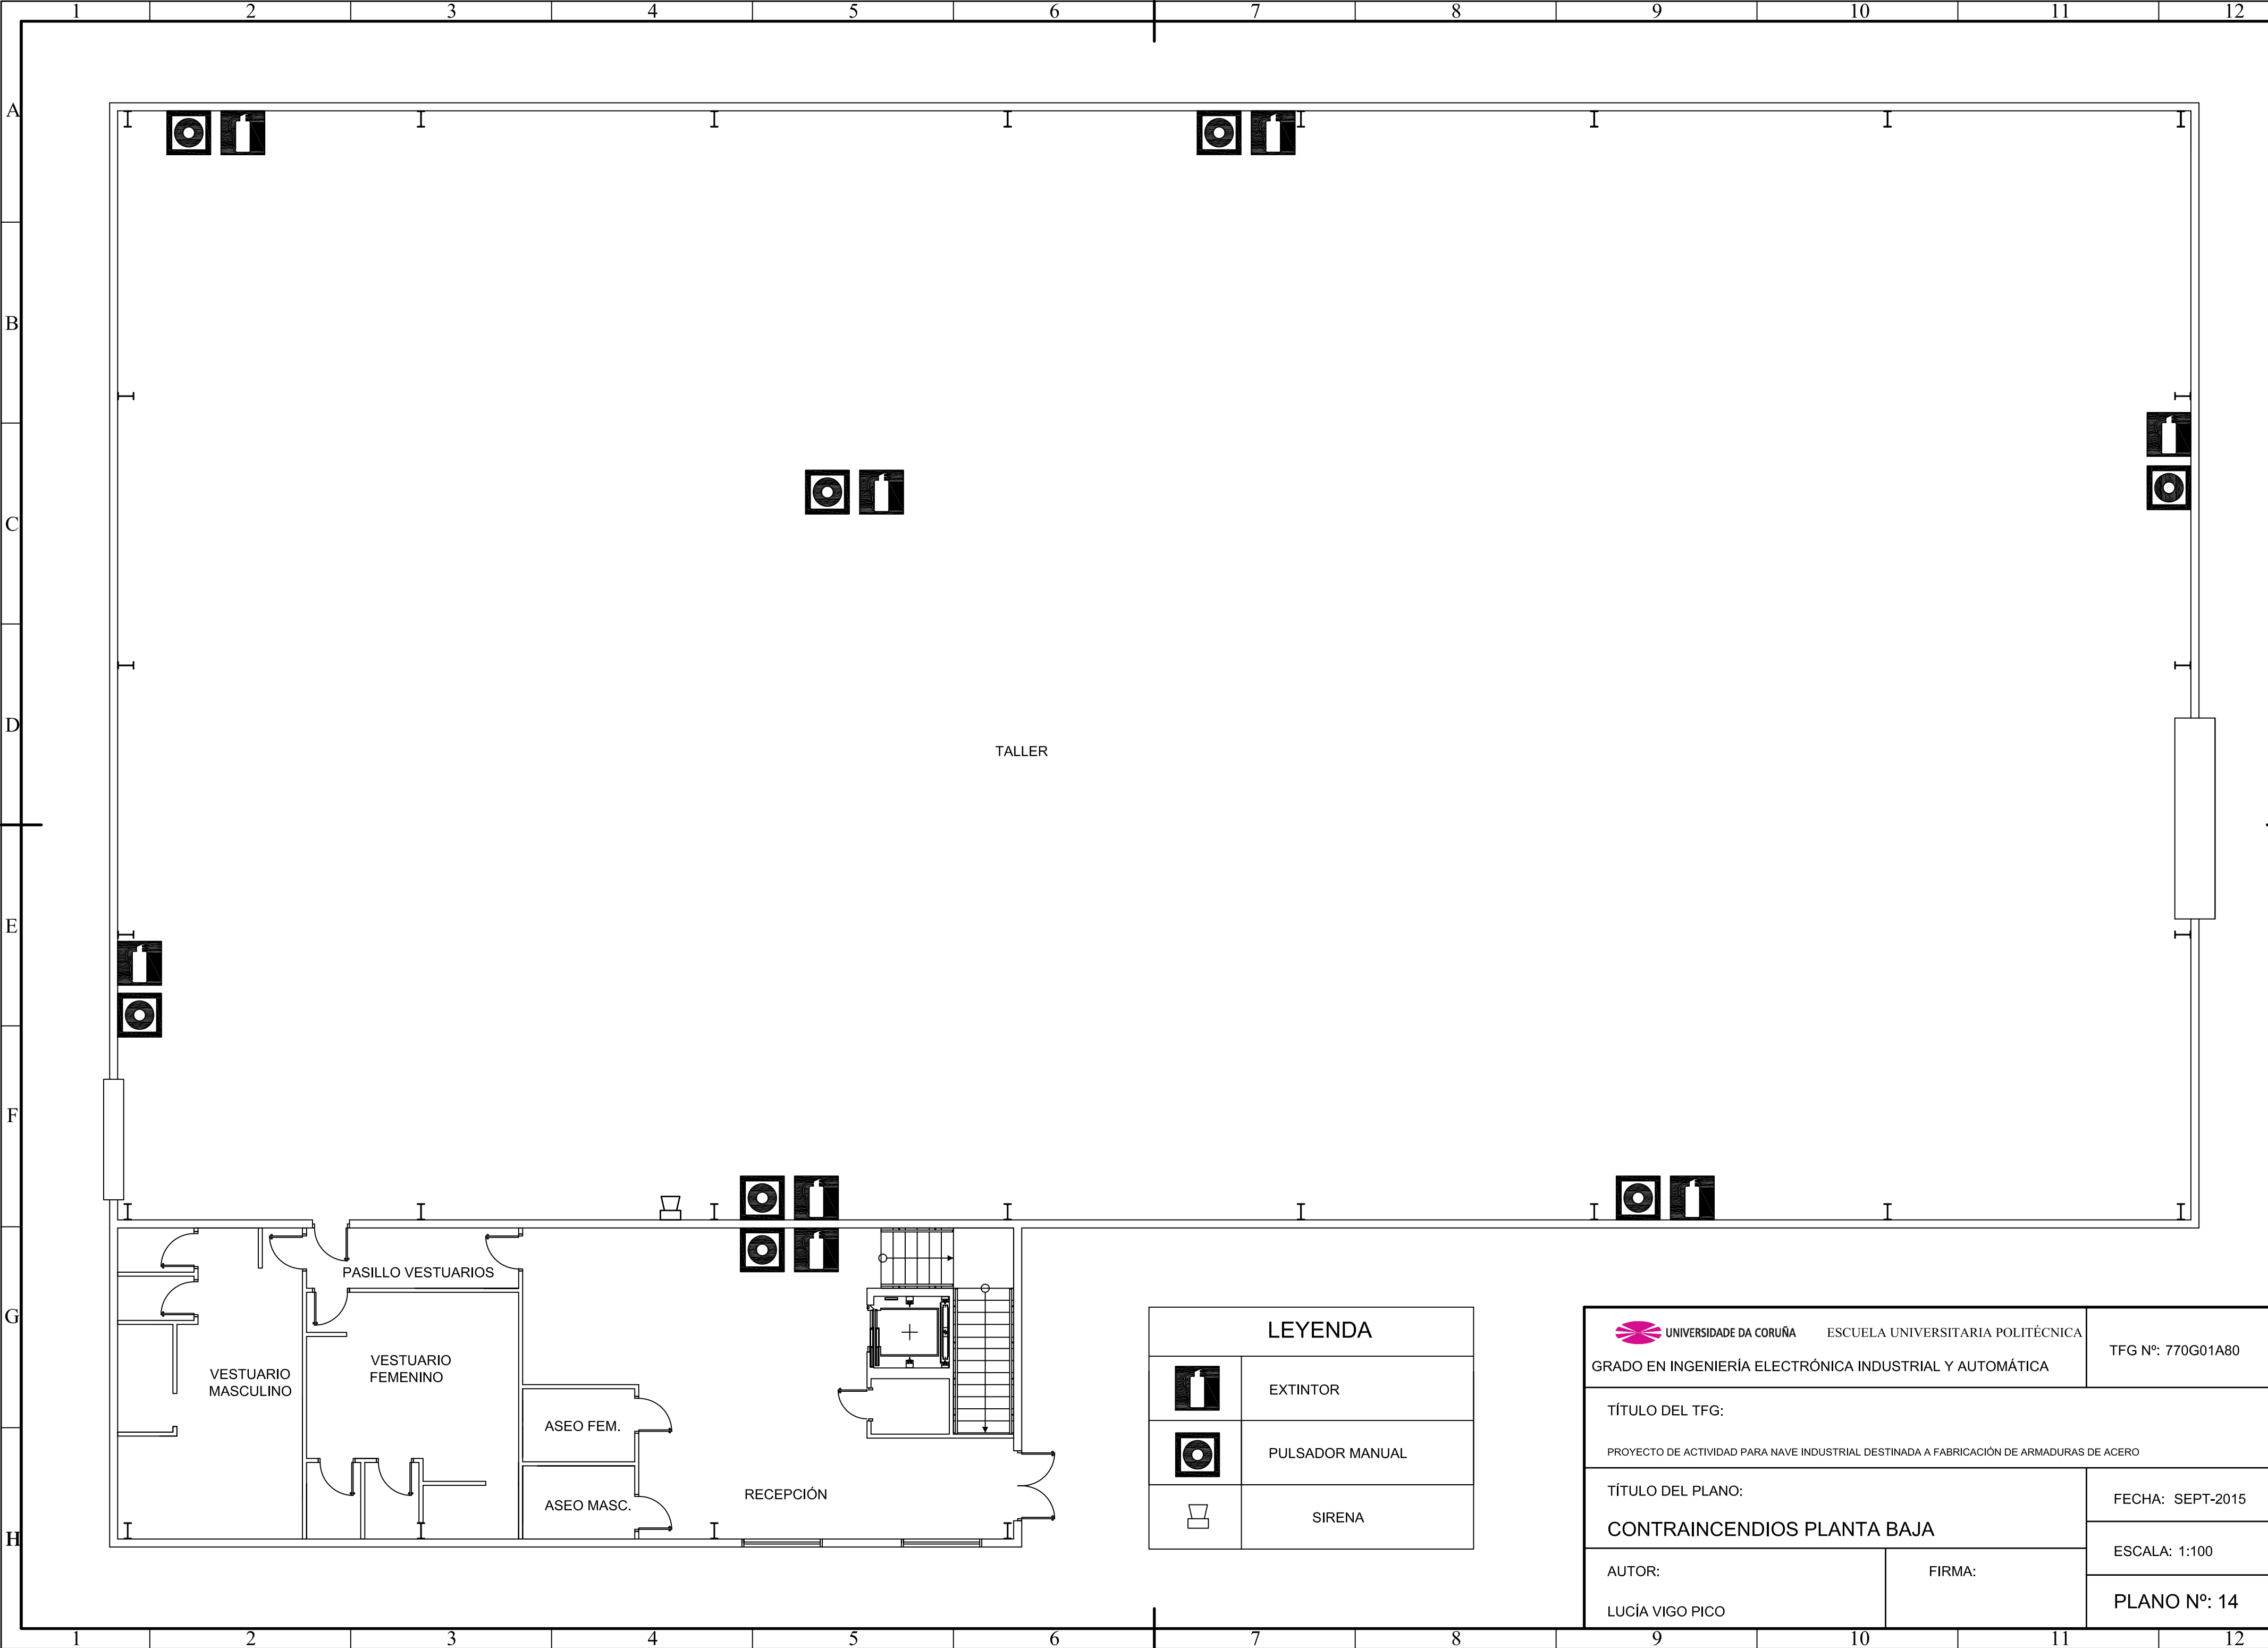 1 2 3 4 5 6 7 8 9 10 11 12
A
B
C
D
E
F
G
H
TALLER
PASILLO VESTUARIOS
VESTUARIO
MASCULINO
VESTUARIO
FEMENINO
ASEO FEM.
ASEO MASC.
RECEPCIÓN
LEYENDA
EXTINTOR
PULSADOR MANUAL
SIRENA
UNIVERSIDADE DA CORUÑA ESCUELA UNIVERSITARIA POLITÉCNICA
GRADO EN INGENIERÍA ELECTRÓNICA INDUSTRIAL Y AUTOMÁTICA
TFG Nº: 770G01A80
TÍTULO DEL TFG:
PROYECTO DE ACTIVIDAD PARA NAVE INDUSTRIAL DESTINADA A FABRICACIÓN DE ARMADURAS DE ACERO
TÍTULO DEL PLANO:
CONTRAINCENDIOS PLANTA BAJA
FECHA: SEPT-2015
ESCALA: 1:100
AUTOR:
LUCÍA VIGO PICO
FIRMA:
PLANO Nº: 14
1 2 3 4 5 6 7 8 9 10 11 12